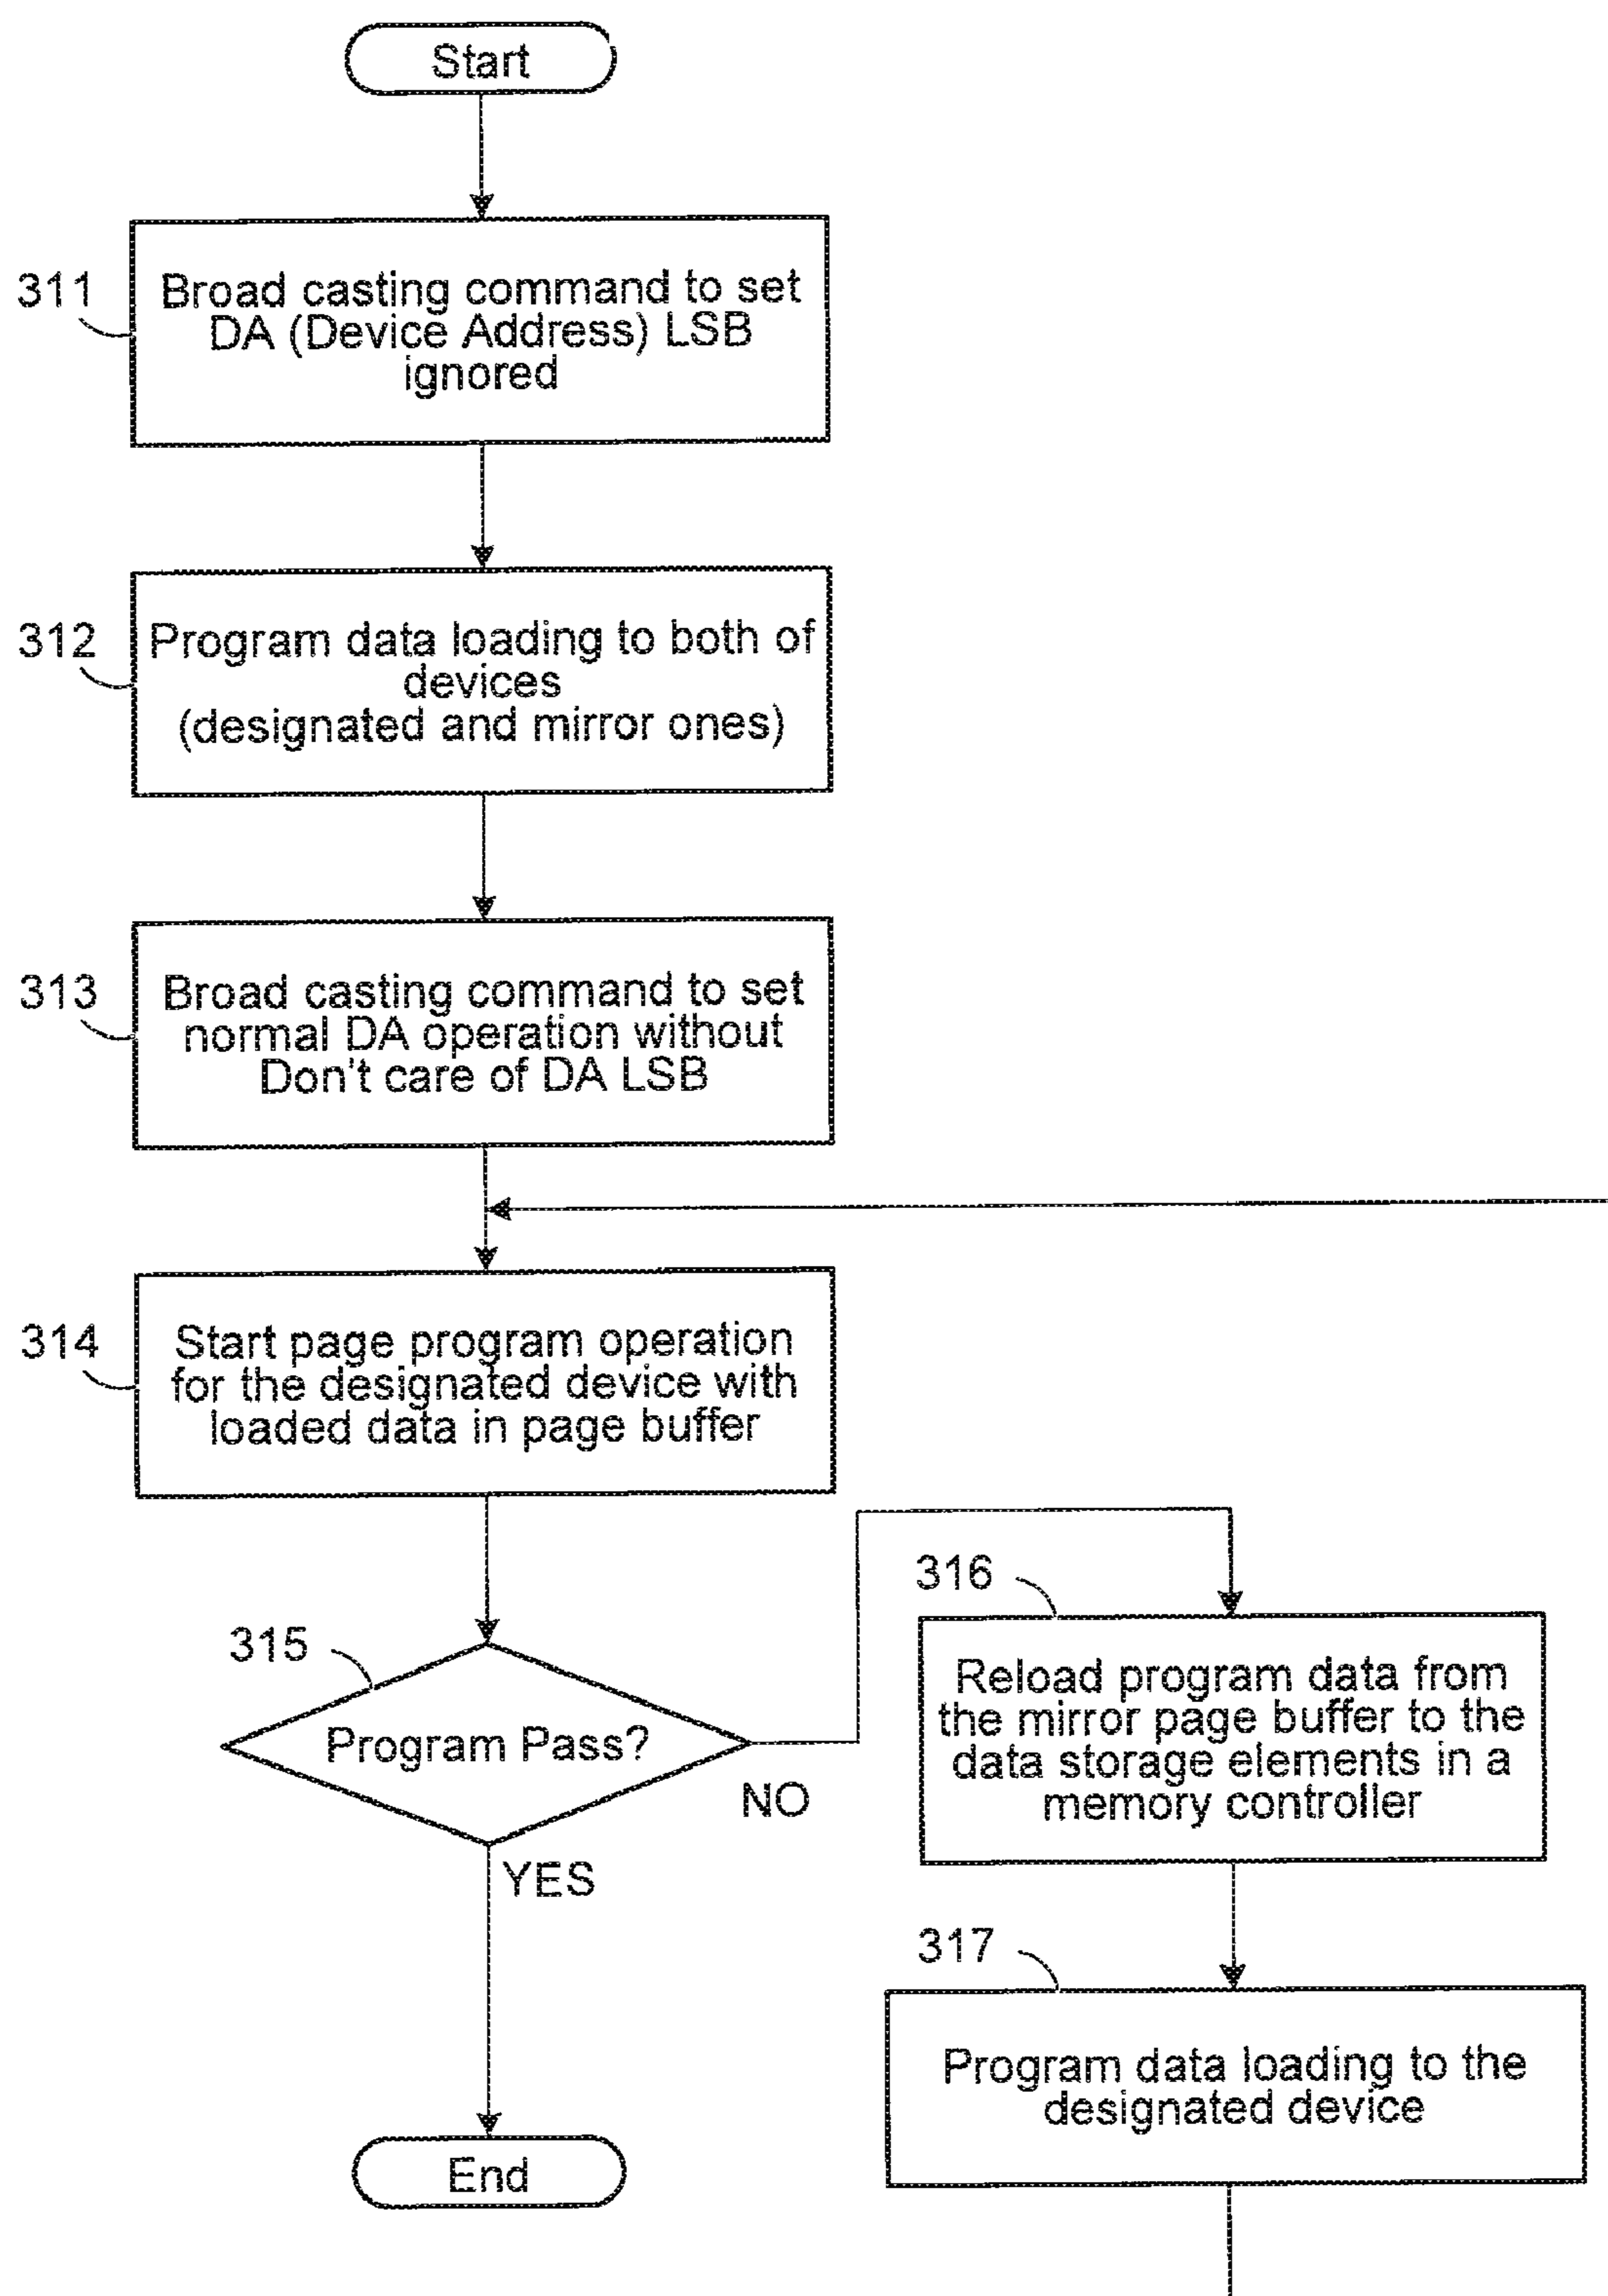 Start
311
Broad casting command to set
DA (Device Address) LSB
ignored
312
Program data loading to both of
devices
(designated and mirror ones)
313
Broad casting command to set
normal DA operation without
Don't care of DA LSB
314
Start page program operation
for the designated device with
loaded data in page buffer
315
Program Pass?
NO
YES
316
Reload program data from
the mirror page buffer to the
data storage elements in a
memory controller
317
Program data loading to the
designated device
End